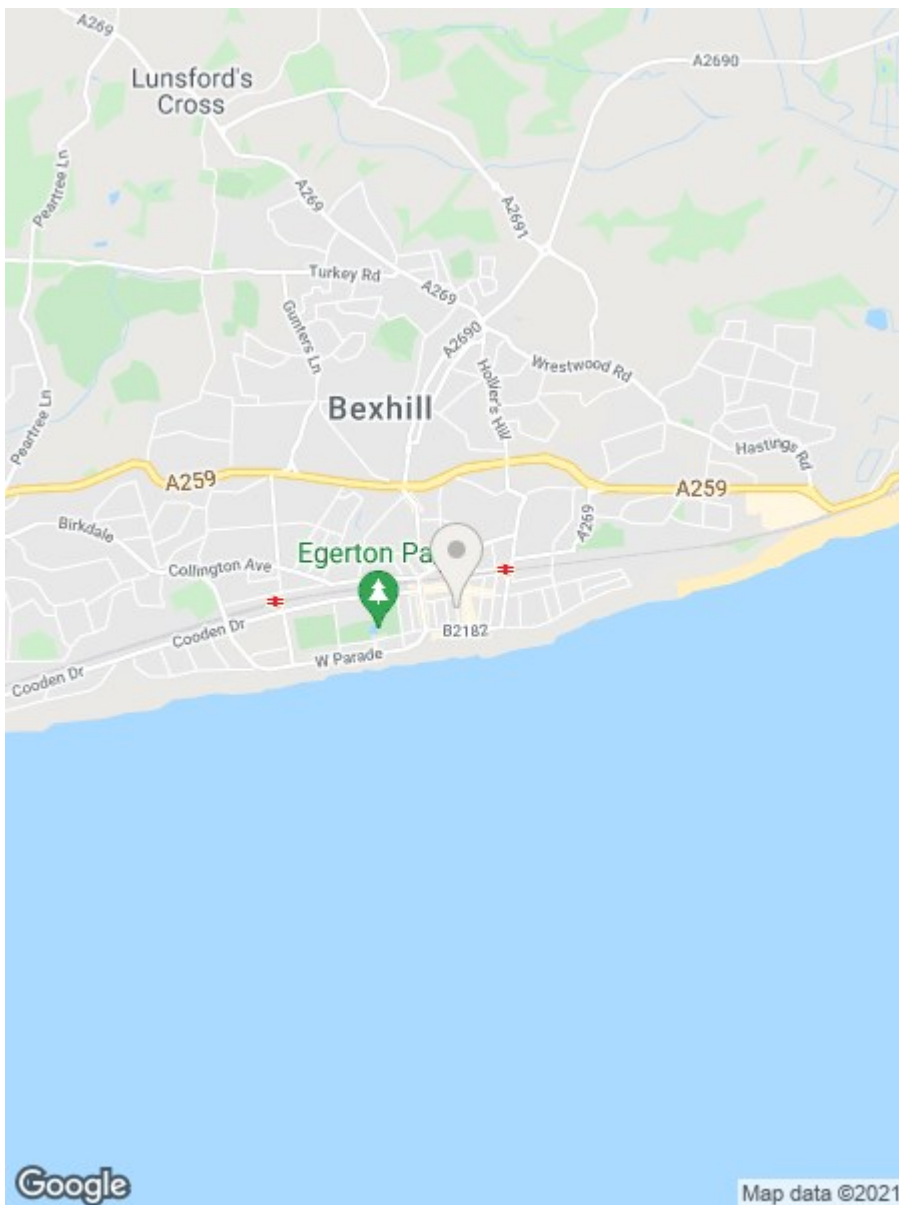 A269
A2690
Lunsford's
Cross
Peartree Ln
A269
A2691
Turkey Rd
A269
Gunters Ln
A2690
Wrestwood Rd
Holliers Hill
Bexhill
Peartree Ln
Hastings Rd
A259
A259
Birkdale
A269
Egerton Pa
Collington Ave
Cooden Dr
B2182
W Parade
Cooden Dr
Google
Map data ©2021